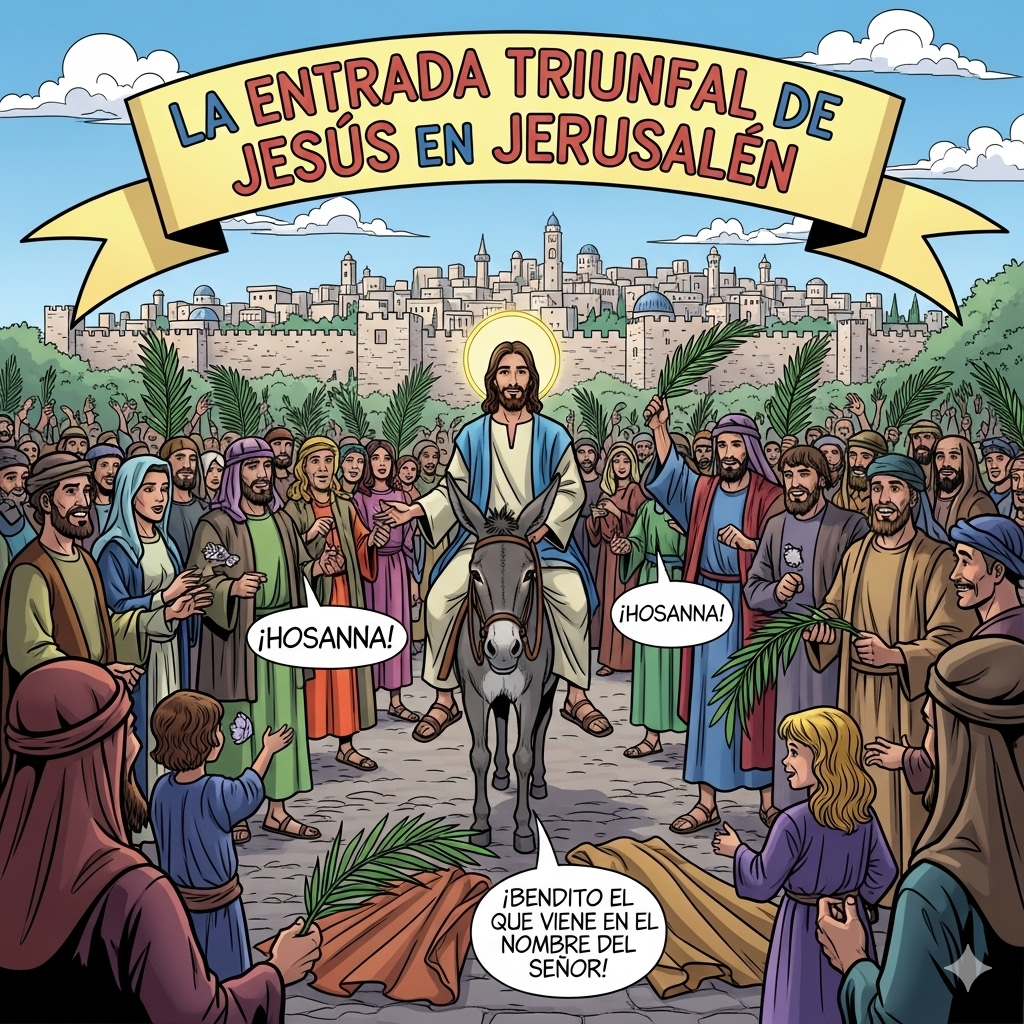 LA ENTRADA TRIUNFAL DE
JESÚS EN JERUSALÉN
¡HOSANNA!
¡HOSANNA!
¡BENDITO EL
QUE VIENE EN EL
NOMBRE DEL
SEÑOR!